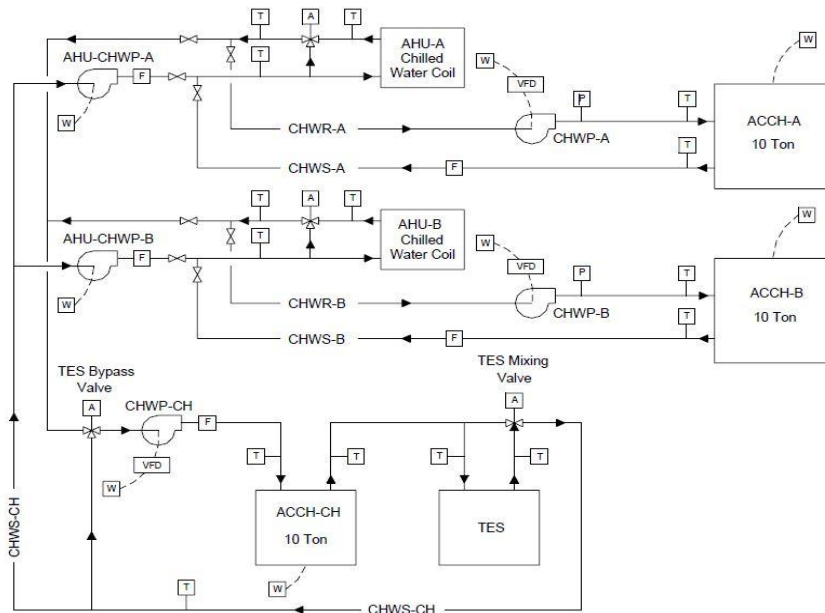 T
A
T
AHU-A
Chilled
Water Coil
W
AHU-CHWP-A
F
T
W
VFD
P
T
ACCH-A
10 Ton
W
CHWR-A
CHWP-A
T
CHWS-A
F
T
A
T
AHU-B
Chilled
Water Coil
W
AHU-CHWP-B
F
T
W
VFD
P
T
ACCH-B
10 Ton
W
CHWR-B
CHWP-B
T
CHWS-B
F
TES Bypass
Valve
A
CHWP-CH
F
VFD
W
TES Mixing
Valve
A
T
T
T
T
ACCH-CH
10 Ton
W
TES
CHWS-CH
T
CHWS-CH